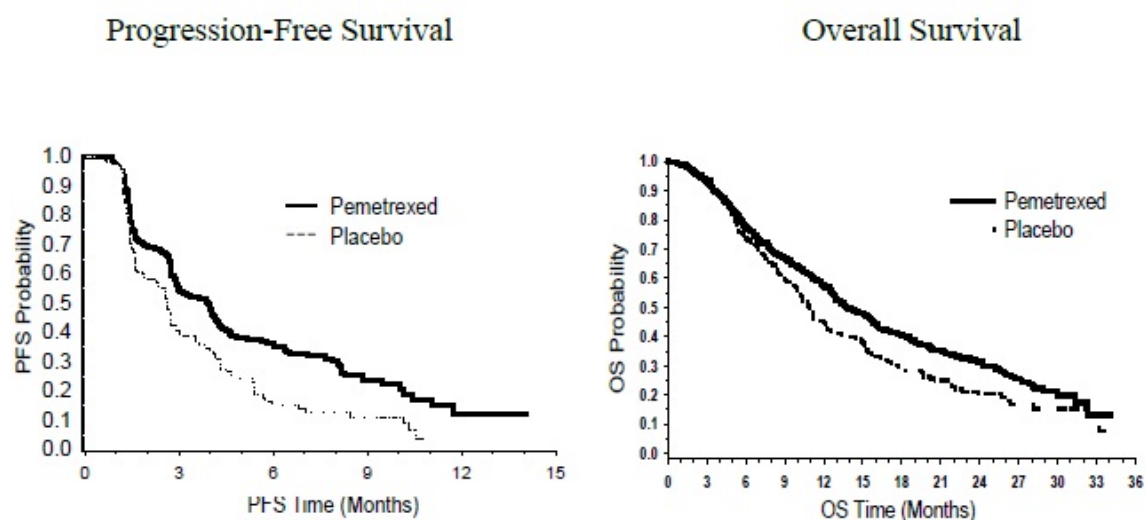 Progression-Free Survival
Overall Survival
1.0
0.9
0.8
0.7
0.6
0.5
0.4
0.3
0.2
0.1
0.0
PFS Probability
Pemetrexed
Placebo
0 3 6 9 12 15
PFS Time (Months)
1.0
0.9
0.8
0.7
0.6
0.5
0.4
0.3
0.2
0.1
0.0
OS Probability
Pemetrexed
Placebo
0 3 6 9 12 15 18 21 24 27 30 33 36
OS Time (Months)